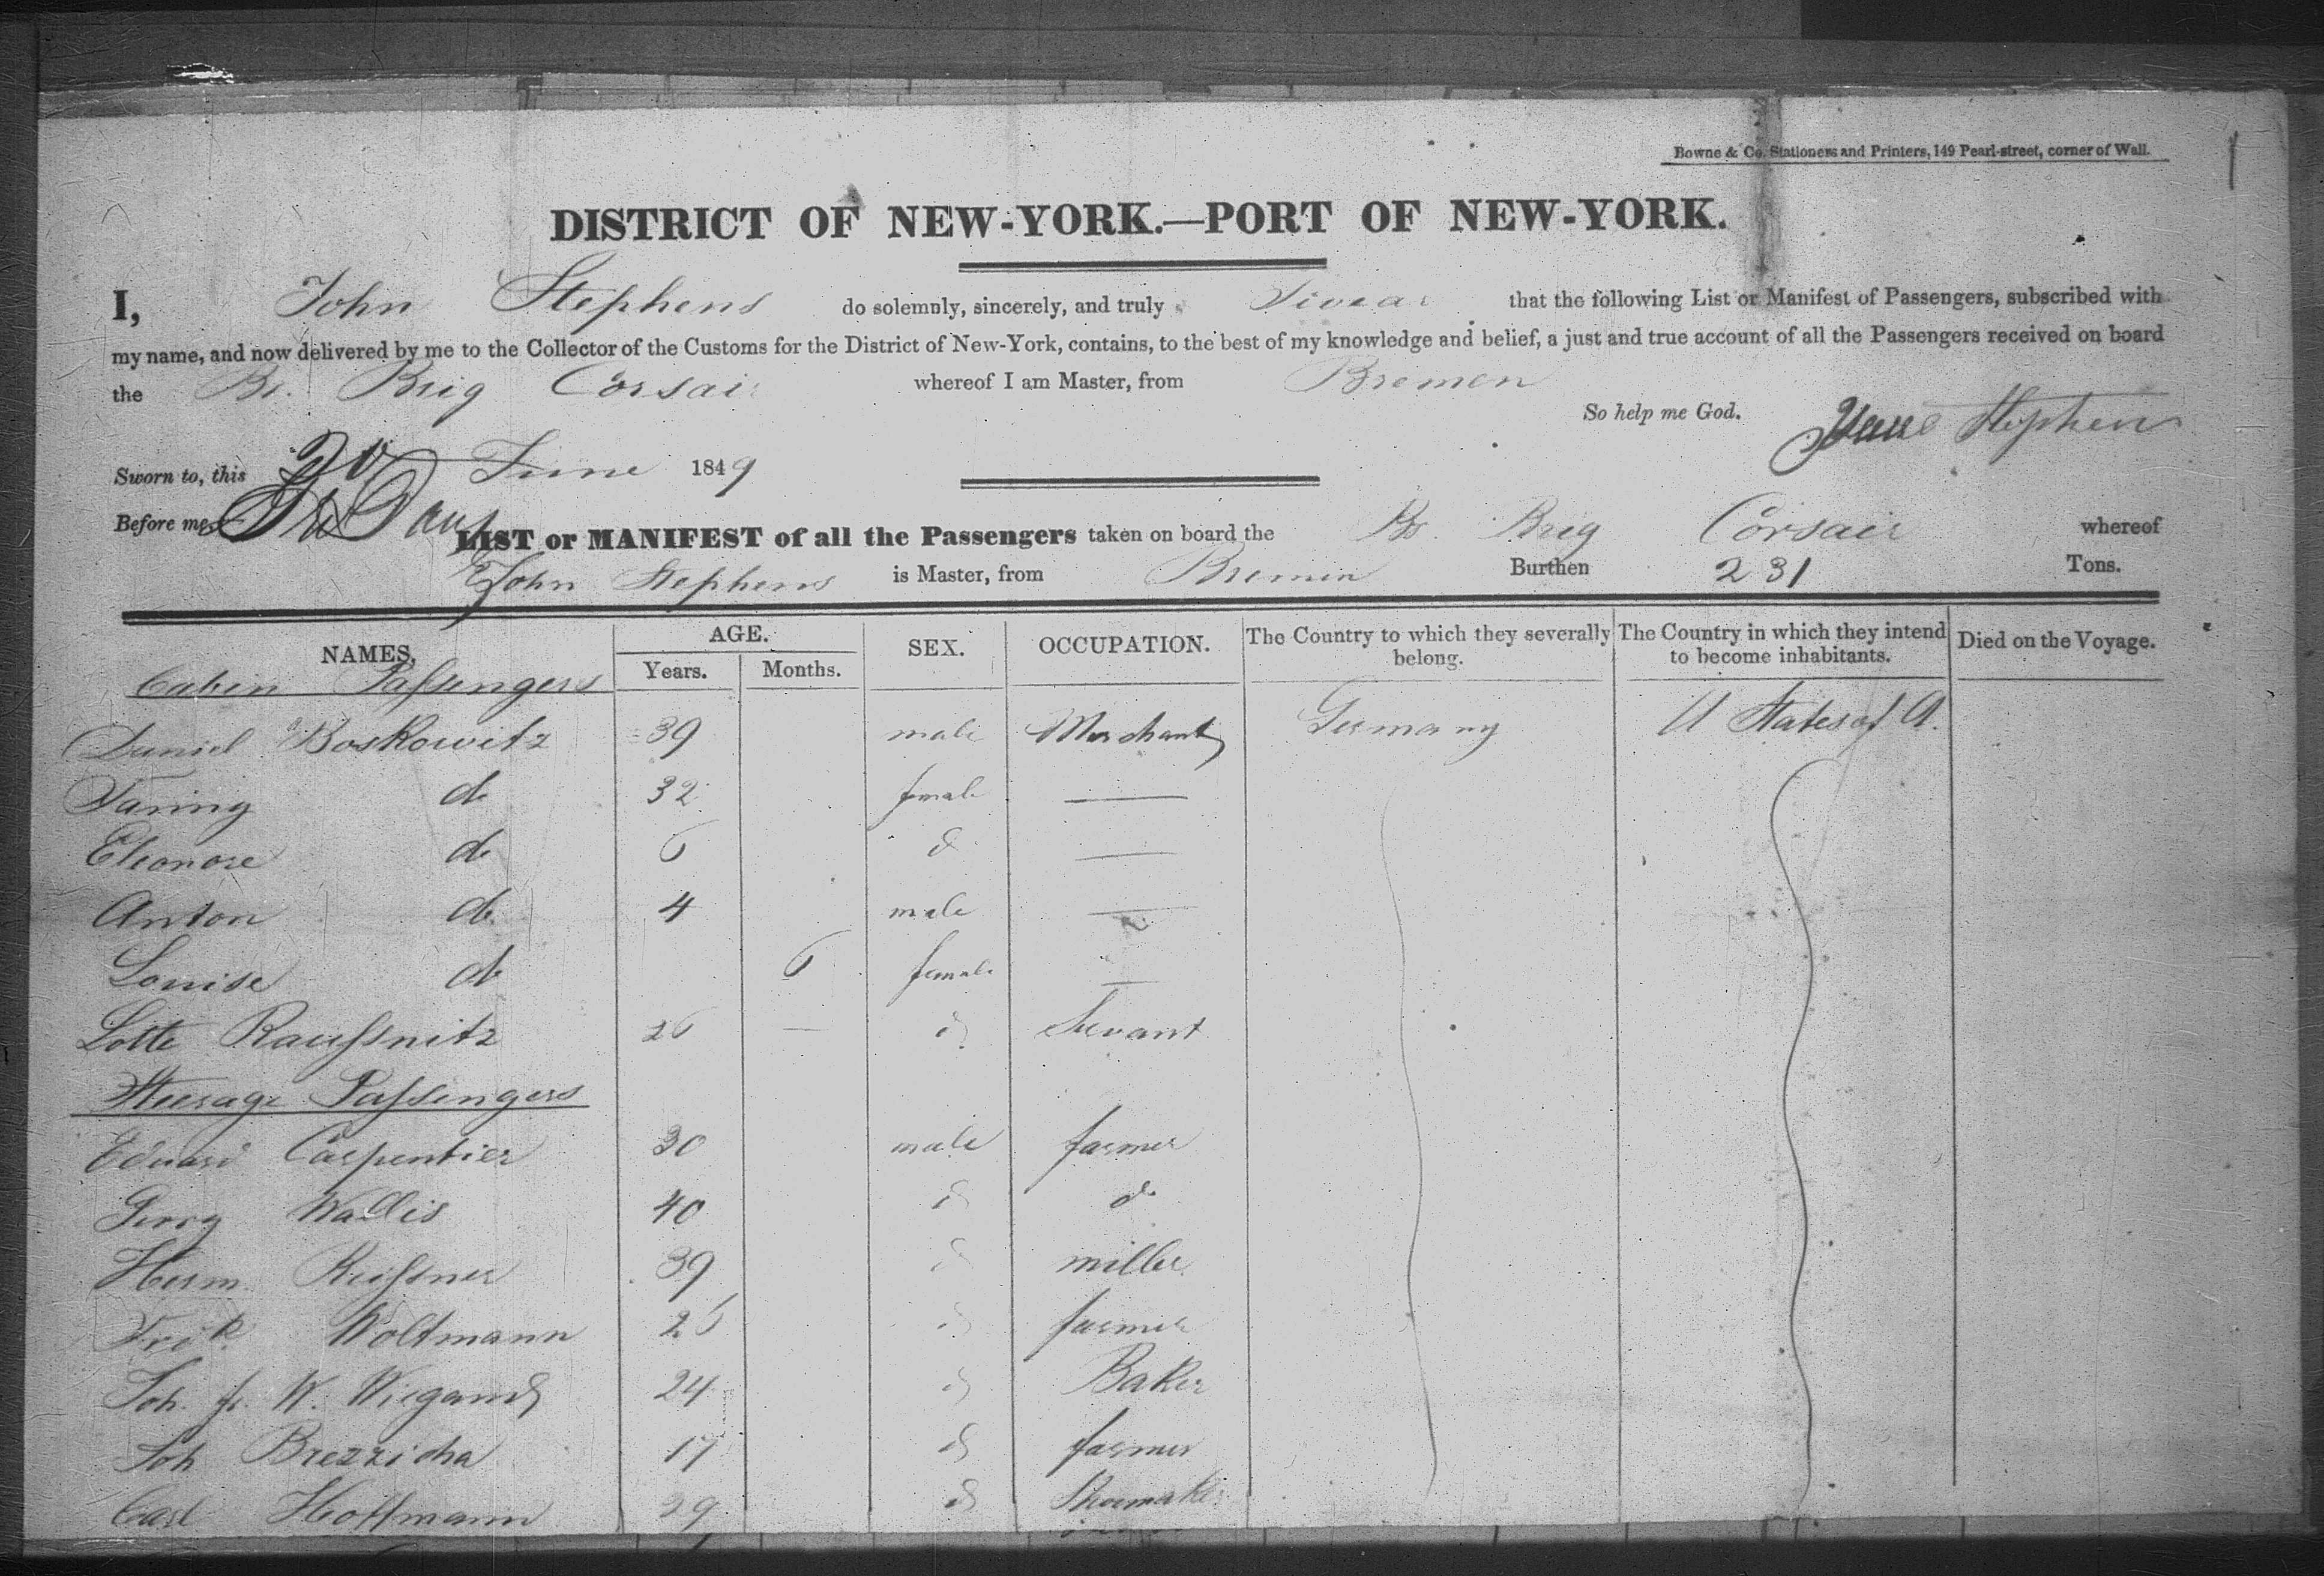 Bowne & Co. Stationers and Printers, 149 Pearl-street, corner of Wall.
DISTRICT OF NEW-YORK.—PORT OF NEW-YORK.
I, John Stephens do solemnly, sincerely, and truly Swear that the following List or Manifest of Passengers, subscribed with
my name, and now delivered by me to the Collector of the Customs for the District of New-York, contains, to the best of my knowledge and belief, a just and true account of all the Passengers received on board
the Br. Brig Corsair whereof I am Master, from Bremen
So help me God. Stephens
Sworn to, this 20 June 1849
Before me,
LIST or MANIFEST of all the Passengers taken on board the Br. Brig Corsair whereof
John Stephens is Master, from Bremen Burthen 231 Tons.
NAMES. AGE. Years. Months. SEX. OCCUPATION. The Country to which they severally belong. The Country in which they intend to become inhabitants. Died on the Voyage.
Caben Passengers
Daniel Boskowitz 39 male Merchant Germany U States of A.
do 32 female —
Eleonore do 6 do —
Anton do 4 male —
Louise do 6 female —
Lotte Raussnitz 26 — do Servant
Steerage Passengers
Eduard Carpentier 30 male farmer
Wallis 40 do do
Herm. Reissner 39 do miller
Woltmann 26 do farmer
Joh. fr. W. Wiegand 24 do Baker
Joh Brezzicha 17 do farmer
Carl Hoffmann 29 do Shoemaker